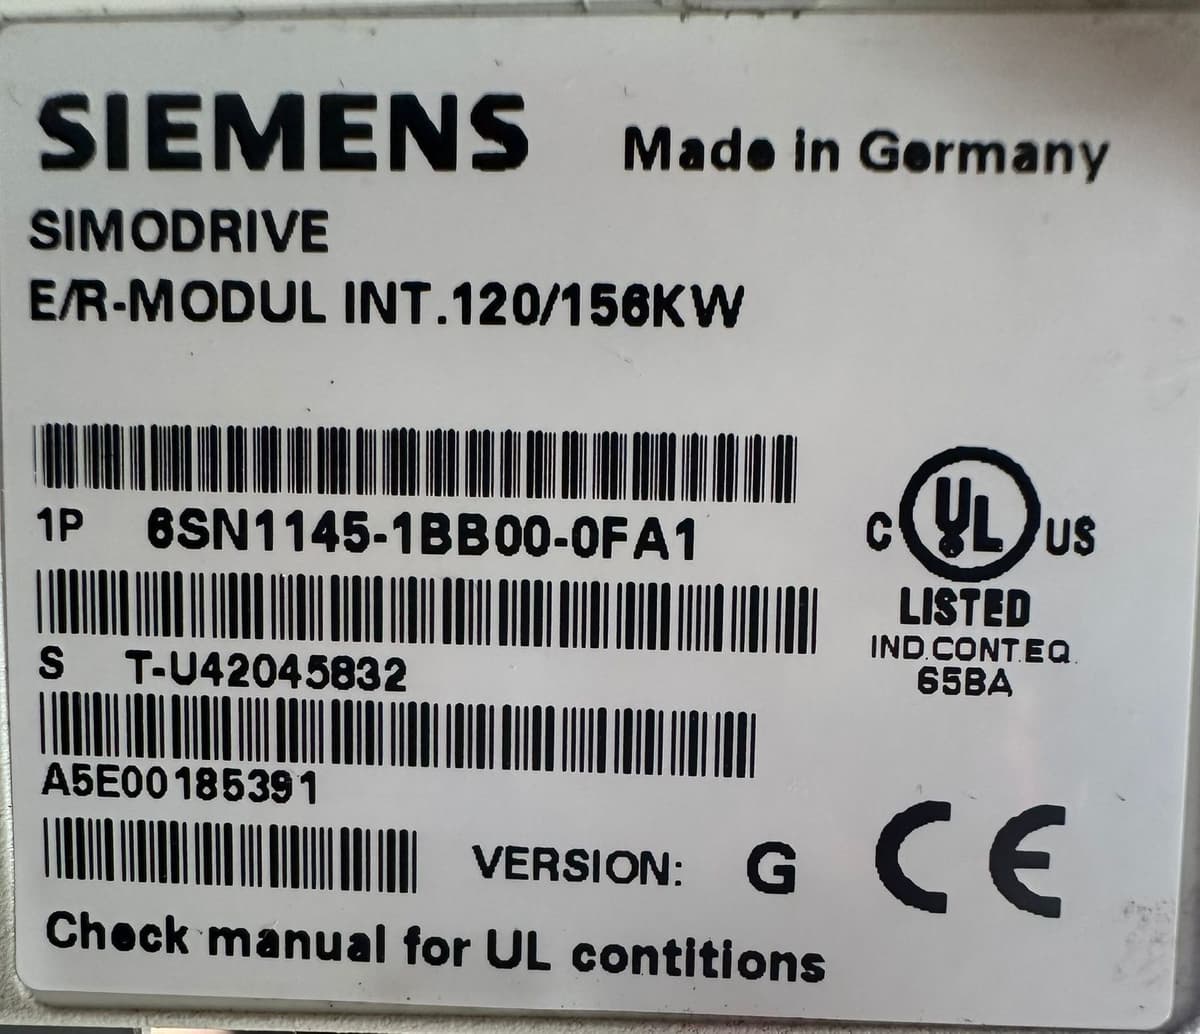 SIEMENS Made in Germany
SIMODRIVE
E/R-MODUL INT.120/156KW
1P 6SN1145-1BB00-0FA1
C UL US
LISTED
IND.CONT.EQ.
65BA
S T-U42045832
A5E00185391
VERSION: G
CE
Check manual for UL contitions